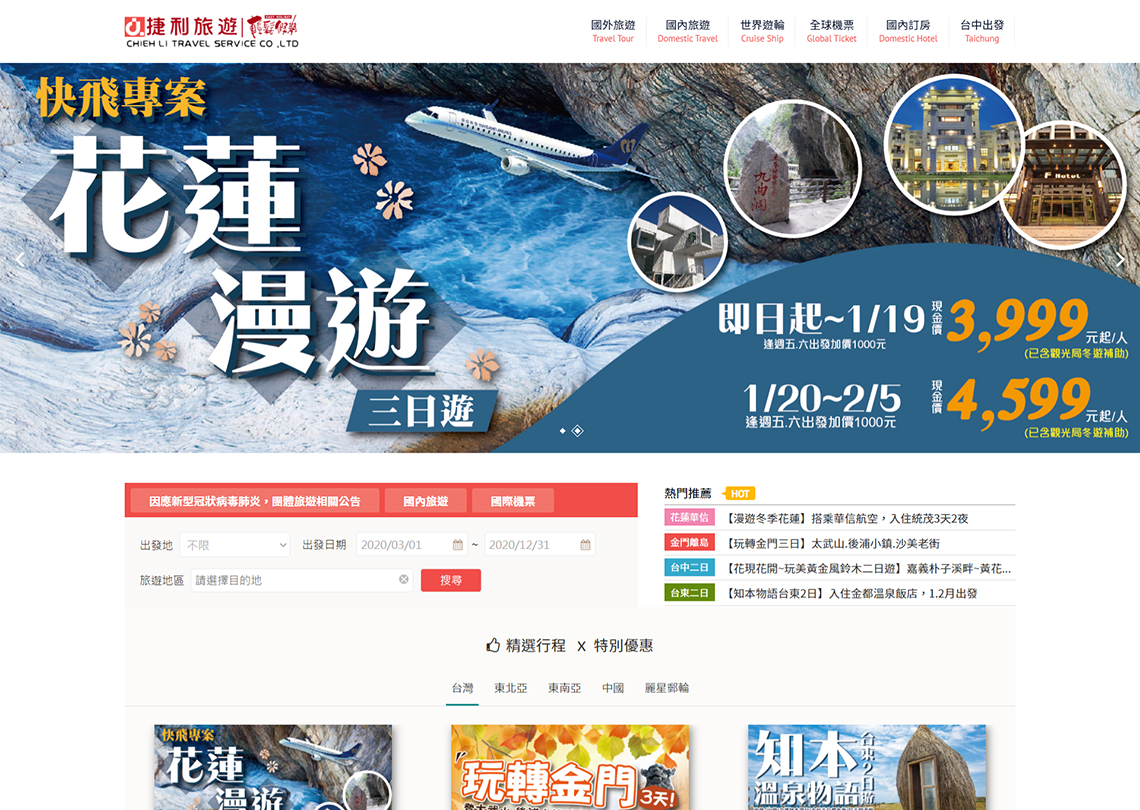 捷利旅遊
CHIEH LI TRAVEL SERVICE CO.,LTD
國外旅遊
Travel Tour
國內旅遊
Domestic Travel
世界遊輪
Cruise Ship
全球機票
Global Ticket
國內訂房
Domestic Hotel
台中出發
Taichung
快飛專案
花蓮
漫遊
三日遊
九曲洞
F Hotel
即日起~1/19
逢週五.六出發加價1000元
現金價
3,999
元起/人
(已含觀光局冬遊補助)
1/20~2/5
逢週五.六出發加價1000元
現金價
4,599
元起/人
(已含觀光局冬遊補助)
因應新型冠狀病毒肺炎，團體旅遊相關公告
國內旅遊
國際機票
出發地 不限
出發日期 2020/03/01 ~ 2020/12/31
旅遊地區 請選擇目的地
搜尋
熱門推薦 HOT
花蓮華信 【漫遊冬季花蓮】搭乘華信航空，入住統茂3天2夜
金門離島 【玩轉金門三日】太武山.後浦小鎮.沙美老街
台中二日 【花現花開~玩美黃金風鈴木二日遊】嘉義朴子溪畔~黃花...
台東二日 【知本物語台東2日】入住金都溫泉飯店，1.2月出發
精選行程 X 特別優惠
台灣
東北亞
東南亞
中國
麗星郵輪
快飛專案
花蓮
漫遊
玩轉金門
3天!
知本
溫泉物語
台東2日遊